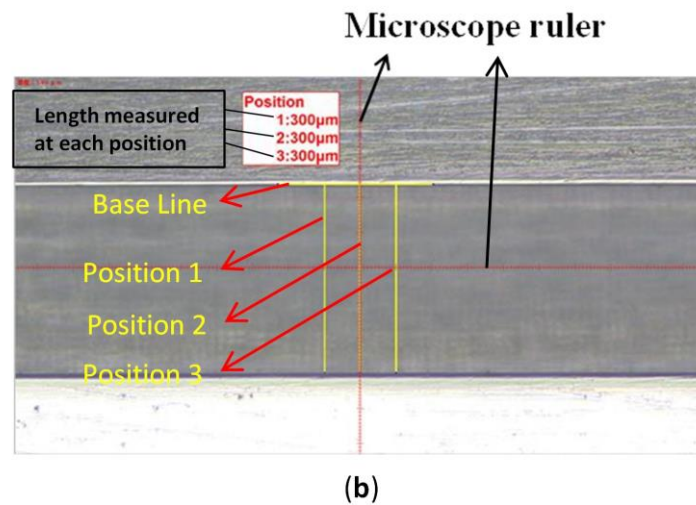 Microscope ruler
Length measured
at each position
Position
1:300μm
2:300μm
3:300μm
Base Line
Position 1
Position 2
Position 3
(b)